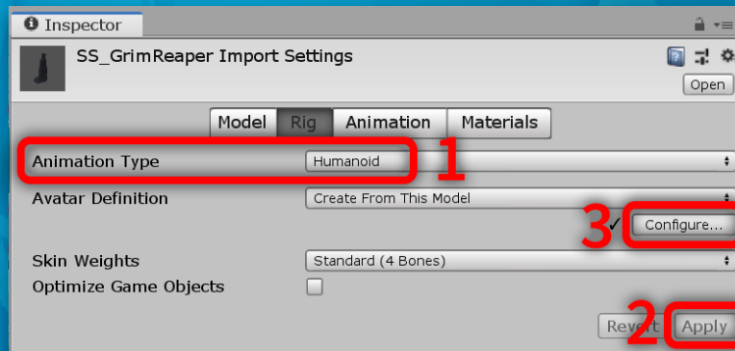 Inspector
SS_GrimReaper Import Settings
Open
Model Rig Animation Materials
Animation Type Humanoid 1
Avatar Definition Create From This Model
3 Configure...
Skin Weights Standard (4 Bones)
Optimize Game Objects
Revert 2 Apply